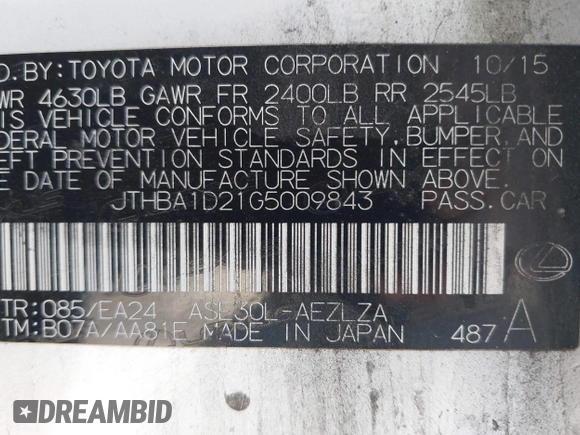 D.BY:TOYOTA MOTOR CORPORATION 10/15
WR 4630LB GAWR FR 2400LB RR 2545LB
IS VEHICLE CONFORMS TO ALL APPLICABLE
DERAL MOTOR VEHICLE SAFETY,BUMPER,AND
EFT PREVENTION STANDARDS IN EFFECT ON
E DATE OF MANUFACTURE SHOWN ABOVE.
JTHBA1D21G5009843 PASS.CAR
TR:085/EA24 ASL30L-AEZLZA
TM:B07A/AA81E MADE IN JAPAN 487 A
DREAMBID